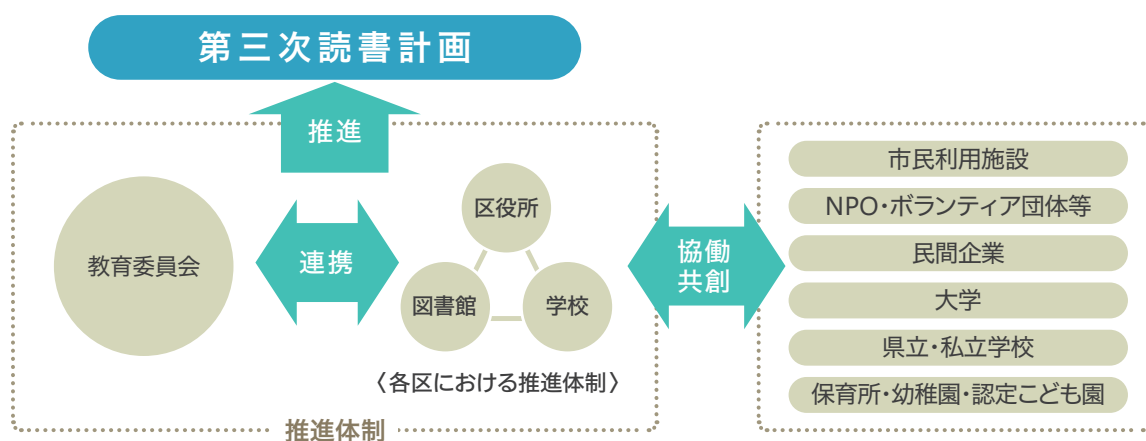 第三次読書計画
推進
教育委員会
連携
区役所
図書館
学校
〈各区における推進体制〉
推進体制
協働
共創
市民利用施設
NPO・ボランティア団体等
民間企業
大学
県立・私立学校
保育所・幼稚園・認定こども園